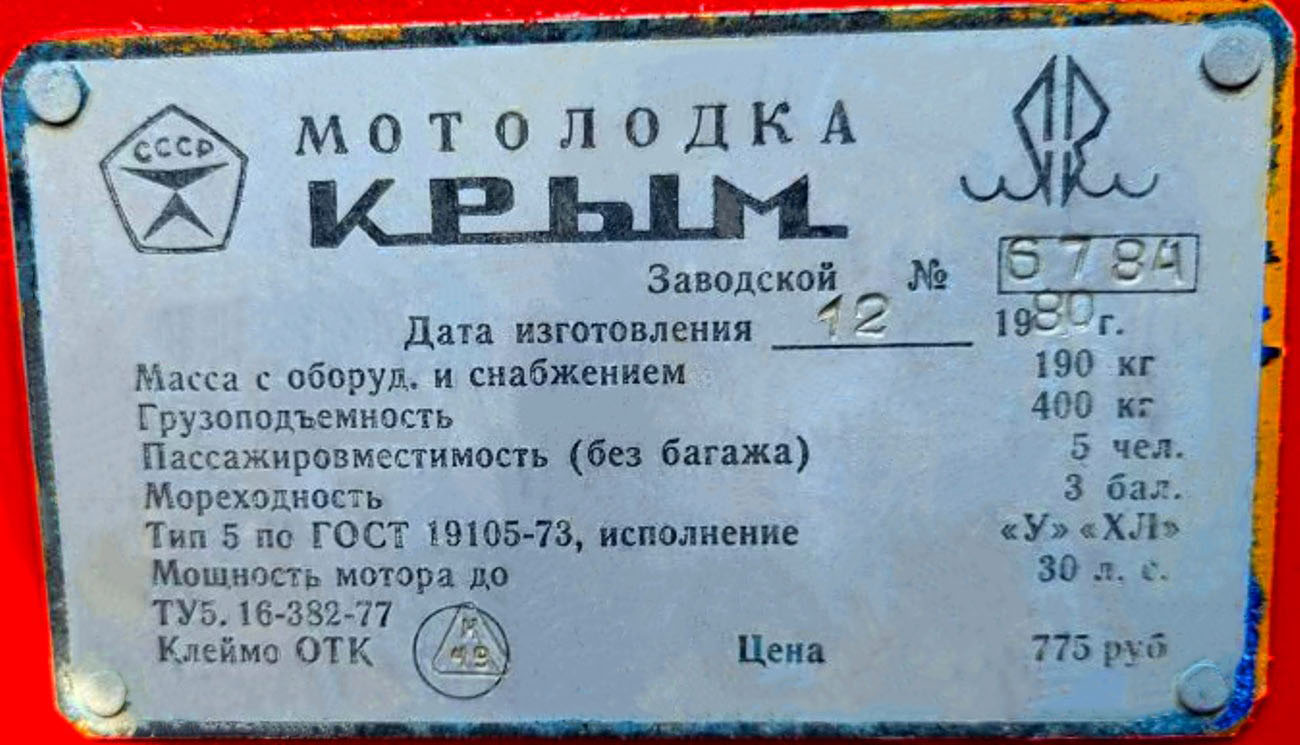 СССР
МОТОЛОДКА
КРЫМ
Заводской № 6784
Дата изготовления 12 1980 г.
Масса с оборуд. и снабжением 190 кг
Грузоподъемность 400 кг
Пассажировместимость (без багажа) 5 чел.
Мореходность 3 бал.
Тип 5 по ГОСТ 19105-73, исполнение «У» «ХЛ»
Мощность мотора до 30 л. с.
ТУ5. 16-382-77
Клеймо ОТК Цена 775 руб